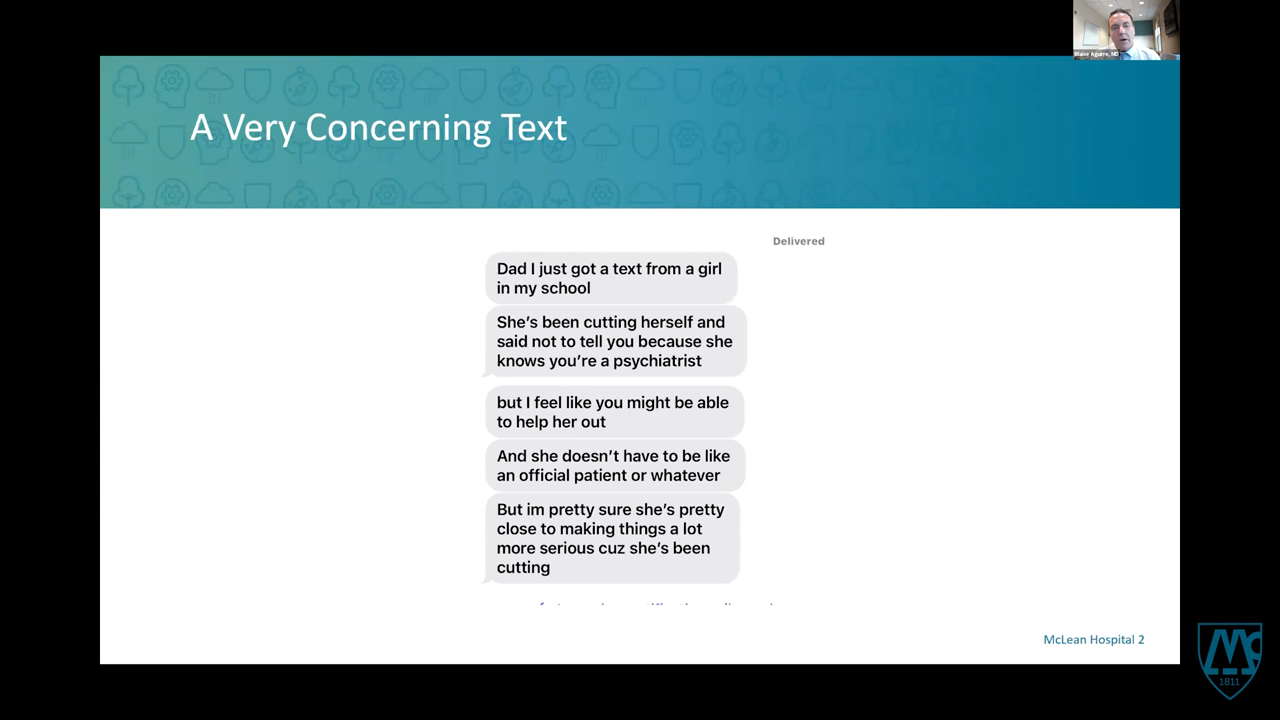 Blaise Aguirre, MD
A Very Concerning Text
Delivered
Dad I just got a text from a girl
in my school
She's been cutting herself and
said not to tell you because she
knows you're a psychiatrist
but I feel like you might be able
to help her out
And she doesn't have to be like
an official patient or whatever
But im pretty sure she's pretty
close to making things a lot
more serious cuz she's been
cutting
McLean Hospital 2
1811